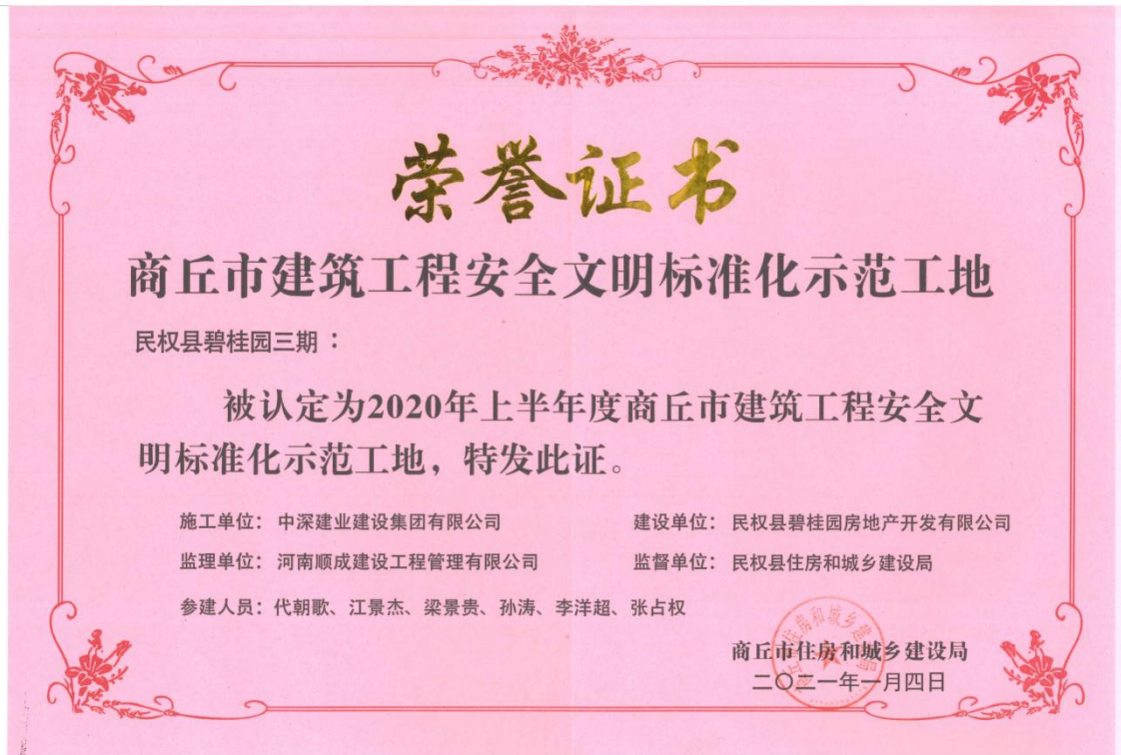 荣誉证书
商丘市建筑工程安全文明标准化示范工地
民权县碧桂园三期：
被认定为2020年上半年度商丘市建筑工程安全文
明标准化示范工地，特发此证。
施工单位：中深建业建设集团有限公司 建设单位：民权县碧桂园房地产开发有限公司
监理单位：河南顺成建设工程管理有限公司 监督单位：民权县住房和城乡建设局
参建人员：代朝歌、江景杰、梁景贵、孙涛、李洋超、张占权
商丘市住房和城乡建设局
二〇二一年一月四日